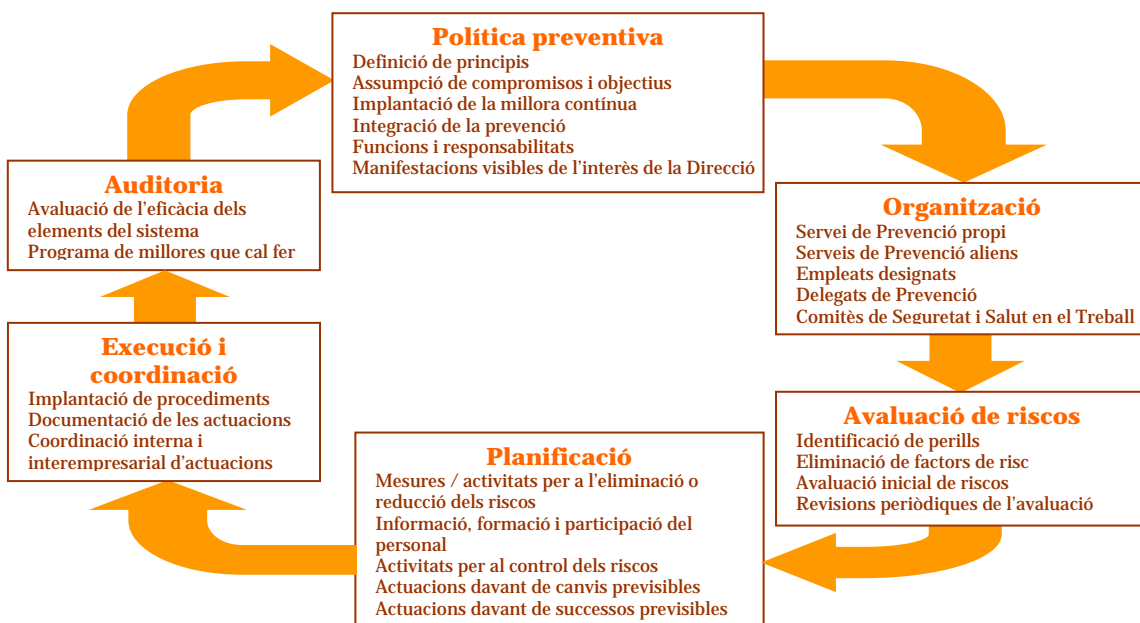 Política preventiva
Definició de principis
Assumpció de compromisos i objectius
Implantació de la millora contínua
Integració de la prevenció
Funcions i responsabilitats
Manifestacions visibles de l'interès de la Direcció
Organització
Servei de Prevenció propi
Serveis de Prevenció aliens
Empleats designats
Delegats de Prevenció
Comitès de Seguretat i Salut en el Treball
Avaluació de riscos
Identificació de perills
Eliminació de factors de risc
Avaluació inicial de riscos
Revisions periòdiques de l'avaluació
Planificació
Mesures / activitats per a l'eliminació o
reducció dels riscos
Informació, formació i participació del
personal
Activitats per al control dels riscos
Actuacions davant de canvis previsibles
Actuacions davant de successos previsibles
Execució i
coordinació
Implantació de procediments
Documentació de les actuacions
Coordinació interna i
interempresarial d'actuacions
Auditoria
Avaluació de l'eficàcia dels
elements del sistema
Programa de millores que cal fer